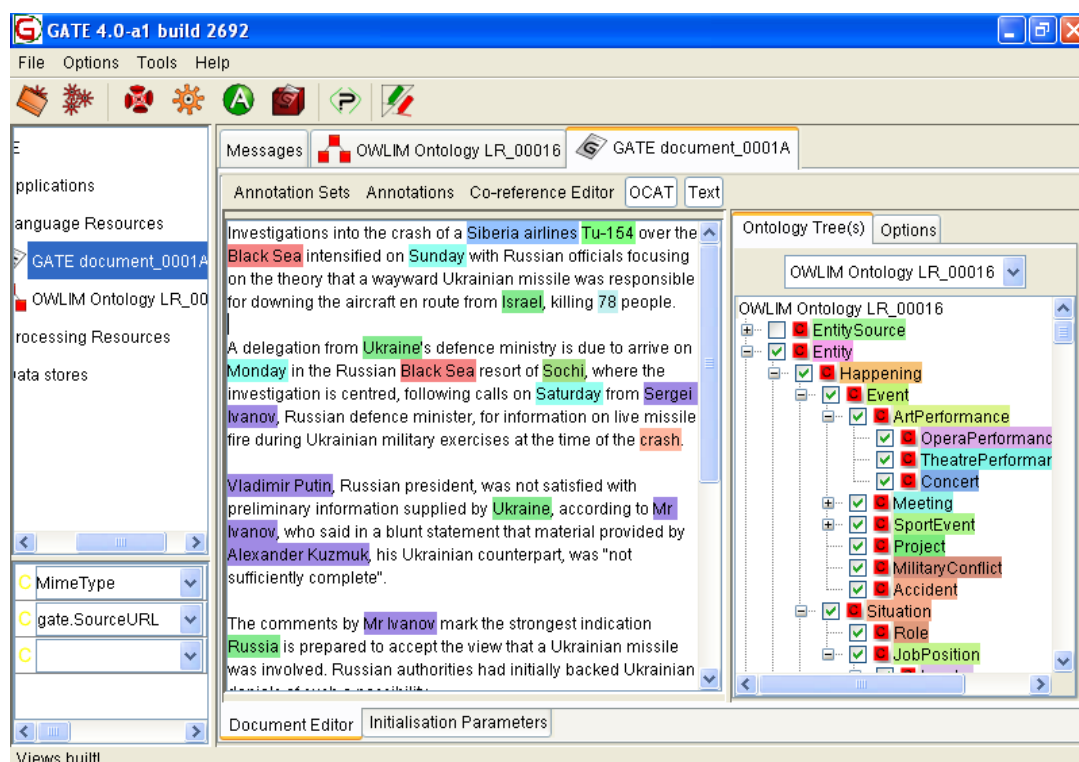 GATE 4.0-a1 build 2692
File Options Tools Help
Messages OWLIM Ontology LR_00016 GATE document_0001A
pplications
anguage Resources
GATE document_0001A
OWLIM Ontology LR_00
rocessing Resources
ata stores
MimeType
gate.SourceURL
Annotation Sets Annotations Co-reference Editor OCAT Text
Investigations into the crash of a Siberia airlines Tu-154 over the
Black Sea intensified on Sunday with Russian officials focusing
on the theory that a wayward Ukrainian missile was responsible
for downing the aircraft en route from Israel, killing 78 people.
A delegation from Ukraine's defence ministry is due to arrive on
Monday in the Russian Black Sea resort of Sochi, where the
investigation is centred, following calls on Saturday from Sergei
Ivanov, Russian defence minister, for information on live missile
fire during Ukrainian military exercises at the time of the crash.
Vladimir Putin, Russian president, was not satisfied with
preliminary information supplied by Ukraine, according to Mr
Ivanov, who said in a blunt statement that material provided by
Alexander Kuzmuk, his Ukrainian counterpart, was "not
sufficiently complete".
The comments by Mr Ivanov mark the strongest indication
Russia is prepared to accept the view that a Ukrainian missile
was involved. Russian authorities had initially backed Ukrainian
Ontology Tree(s) Options
OWLIM Ontology LR_00016
OWLIM Ontology LR_00016
C EntitySource
C Entity
C Happening
C Event
C ArtPerformance
C OperaPerformanc
C TheatrePerformar
C Concert
C Meeting
C SportEvent
C Project
C MilitaryConflict
C Accident
C Situation
C Role
C JobPosition
Document Editor Initialisation Parameters
Views built!